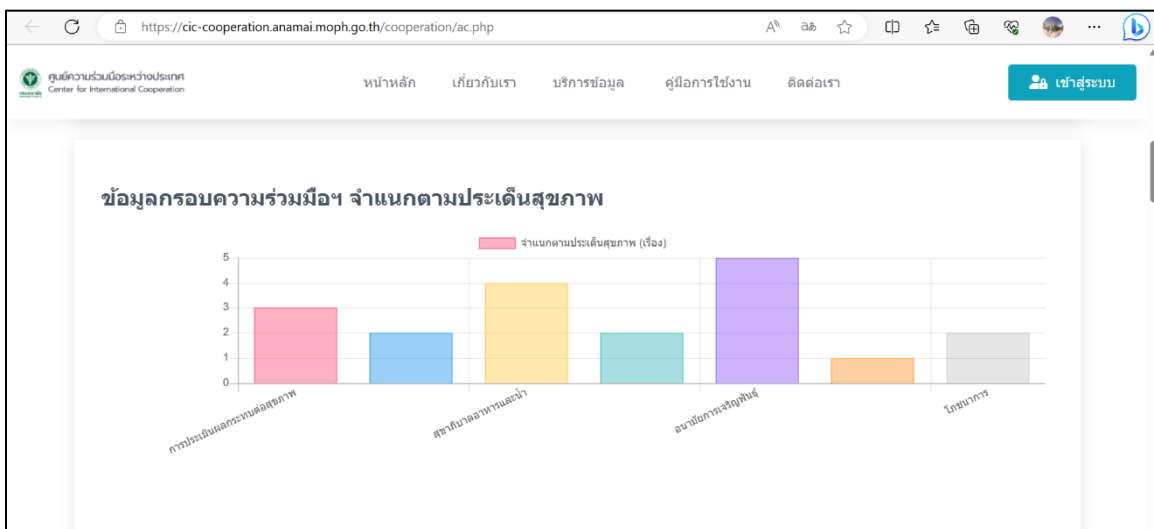 https://cic-cooperation.anamai.moph.go.th/cooperation/ac.php
ศูนย์ความร่วมมือระหว่างประเทศ
Center for International Cooperation
หน้าหลัก เกี่ยวกับเรา บริการข้อมูล คู่มือการใช้งาน ติดต่อเรา เข้าสู่ระบบ
ข้อมูลกรอบความร่วมมือฯ จำแนกตามประเด็นสุขภาพ
จำแนกตามประเด็นสุขภาพ (เรื่อง)
5
4
3
2
1
0
การประเมินผลกระทบต่อสุขภาพ
สุขาภิบาลอาหารและน้ำ
อนามัยการเจริญพันธุ์
โภชนาการ